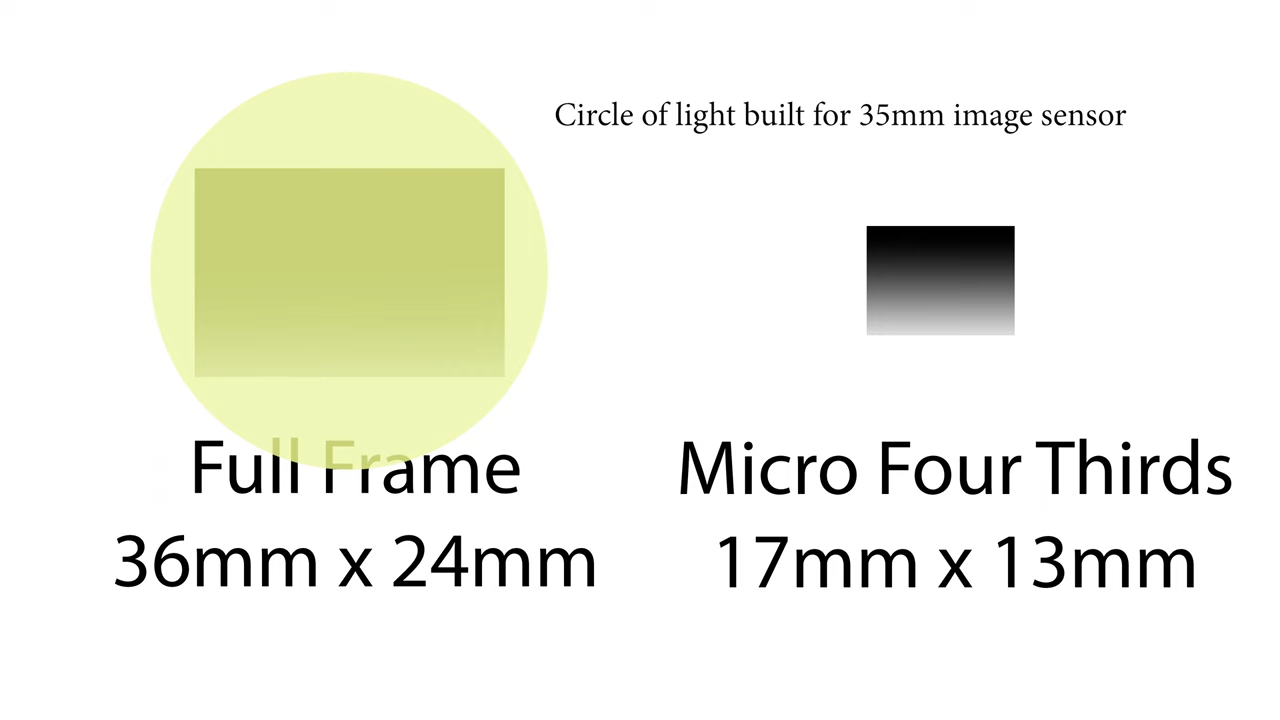 Circle of light built for 35mm image sensor
Full Frame
Micro Four Thirds
36mm x 24mm
17mm x 13mm